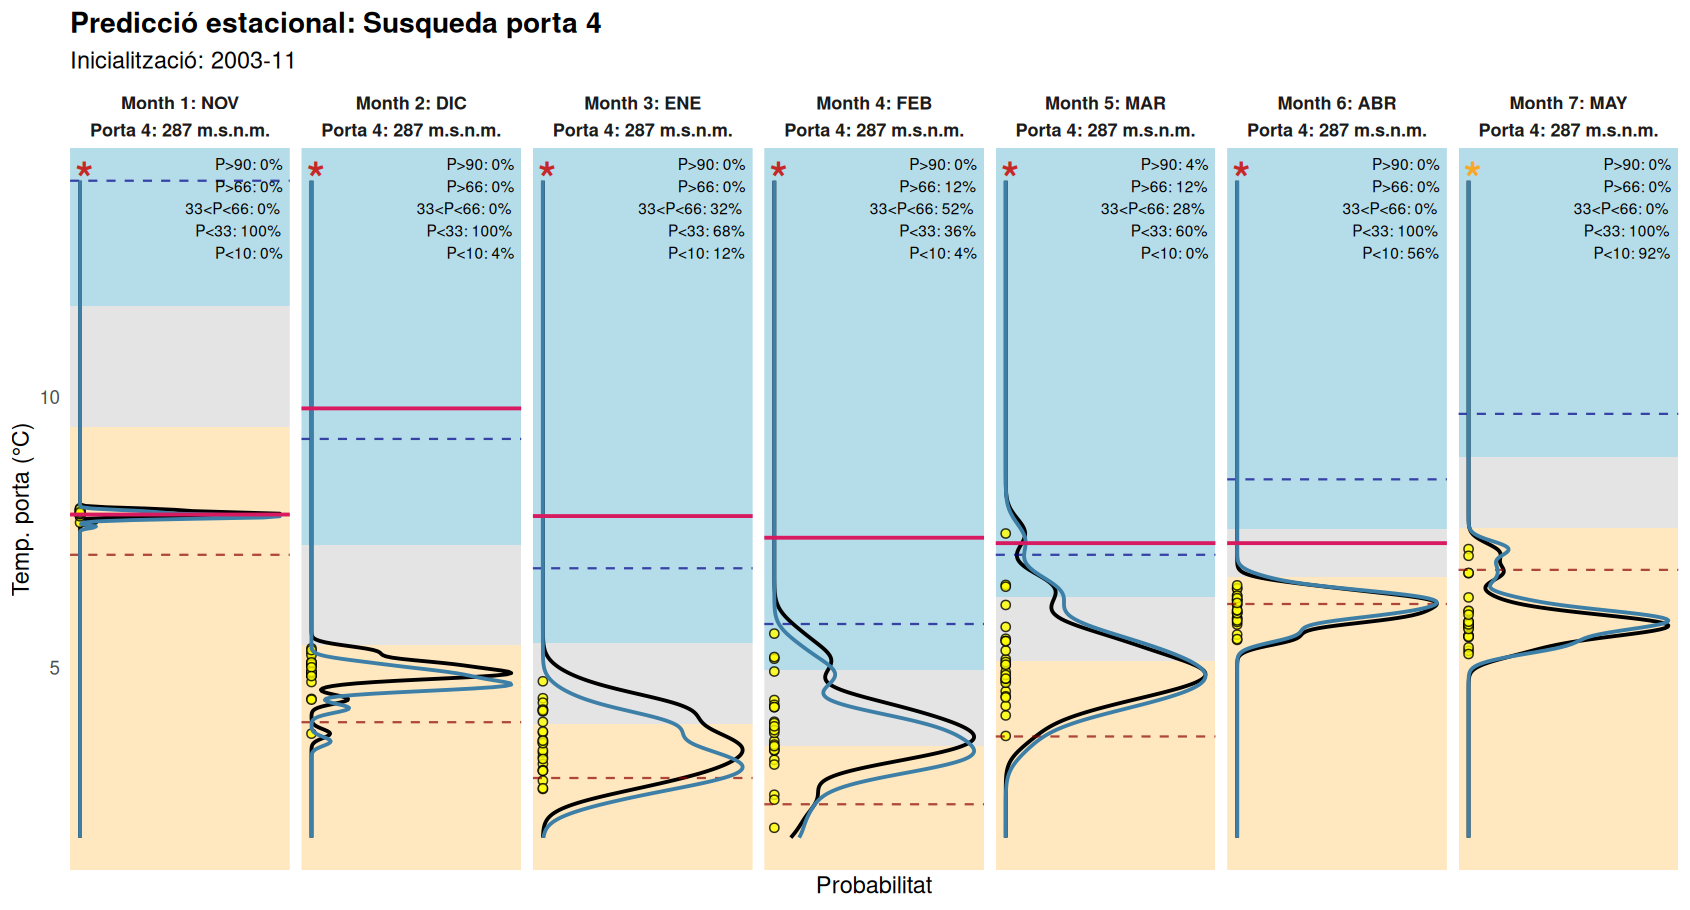 Predicció estacional: Susqueda porta 4
Inicialització: 2003-11
Month 1: NOV
Porta 4: 287 m.s.n.m.
Month 2: DIC
Porta 4: 287 m.s.n.m.
Month 3: ENE
Porta 4: 287 m.s.n.m.
Month 4: FEB
Porta 4: 287 m.s.n.m.
Month 5: MAR
Porta 4: 287 m.s.n.m.
Month 6: ABR
Porta 4: 287 m.s.n.m.
Month 7: MAY
Porta 4: 287 m.s.n.m.
*
P>90: 0%
P>66: 0%
33<P<66: 0%
P<33: 100%
P<10: 0%
*
P>90: 0%
P>66: 0%
33<P<66: 0%
P<33: 100%
P<10: 4%
*
P>90: 0%
P>66: 0%
33<P<66: 32%
P<33: 68%
P<10: 12%
*
P>90: 0%
P>66: 12%
33<P<66: 52%
P<33: 36%
P<10: 4%
*
P>90: 4%
P>66: 12%
33<P<66: 28%
P<33: 60%
P<10: 0%
*
P>90: 0%
P>66: 0%
33<P<66: 0%
P<33: 100%
P<10: 56%
*
P>90: 0%
P>66: 0%
33<P<66: 0%
P<33: 100%
P<10: 92%
10
5
Temp. porta (°C)
Probabilitat